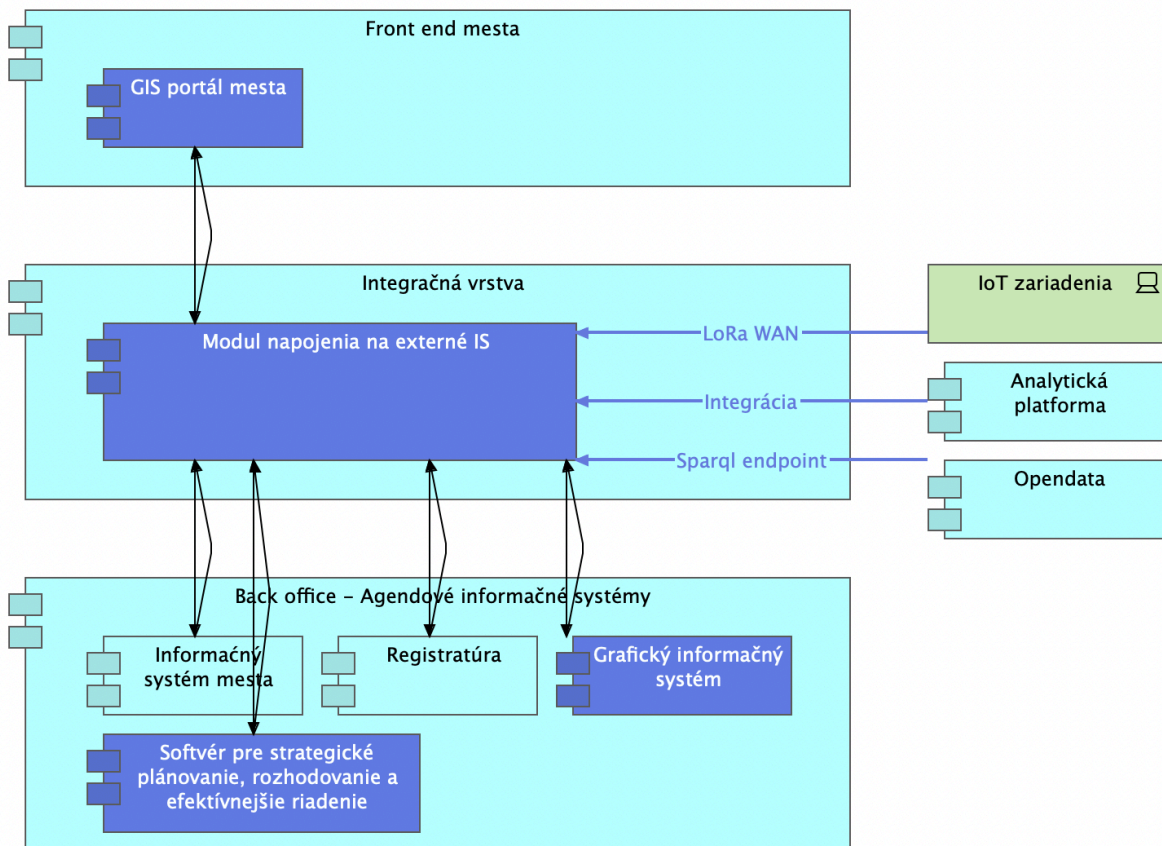 Front end mesta
GIS portál mesta
Integračná vrstva
Modul napojenia na externé IS
IoT zariadenia
LoRa WAN
Analytická
platforma
Integrácia
Sparql endpoint
Opendata
Back office – Agendové informačné systémy
Informaćný
systém mesta
Registratúra
Grafický informačný
systém
Softvér pre strategické
plánovanie, rozhodovanie a
efektívnejšie riadenie